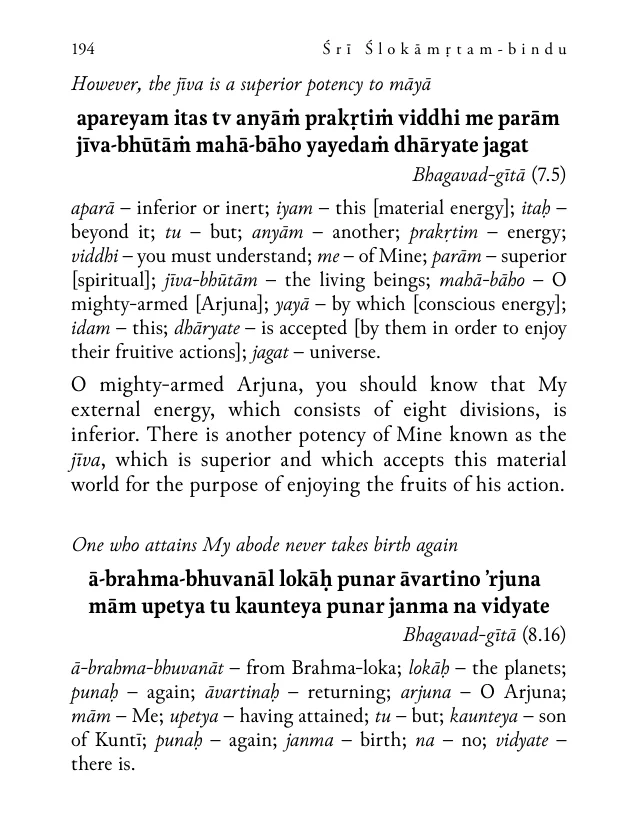 194 Śrī Ślokāmṛtam-bindu
However, the jīva is a superior potency to māyā
apareyam itas tv anyāṁ prakṛtiṁ viddhi me parām
jīva-bhūtāṁ mahā-bāho yayedaṁ dhāryate jagat
Bhagavad-gītā (7.5)
aparā – inferior or inert; iyam – this [material energy]; itaḥ –
beyond it; tu – but; anyām – another; prakṛtim – energy;
viddhi – you must understand; me – of Mine; parām – superior
[spiritual]; jīva-bhūtām – the living beings; mahā-bāho – O
mighty-armed [Arjuna]; yayā – by which [conscious energy];
idam – this; dhāryate – is accepted [by them in order to enjoy
their fruitive actions]; jagat – universe.
O mighty-armed Arjuna, you should know that My
external energy, which consists of eight divisions, is
inferior. There is another potency of Mine known as the
jīva, which is superior and which accepts this material
world for the purpose of enjoying the fruits of his action.
One who attains My abode never takes birth again
ā-brahma-bhuvanāl lokāḥ punar āvartino ’rjuna
mām upetya tu kaunteya punar janma na vidyate
Bhagavad-gītā (8.16)
ā-brahma-bhuvanāt – from Brahma-loka; lokāḥ – the planets;
punaḥ – again; āvartinaḥ – returning; arjuna – O Arjuna;
mām – Me; upetya – having attained; tu – but; kaunteya – son
of Kuntī; punaḥ – again; janma – birth; na – no; vidyate –
there is.